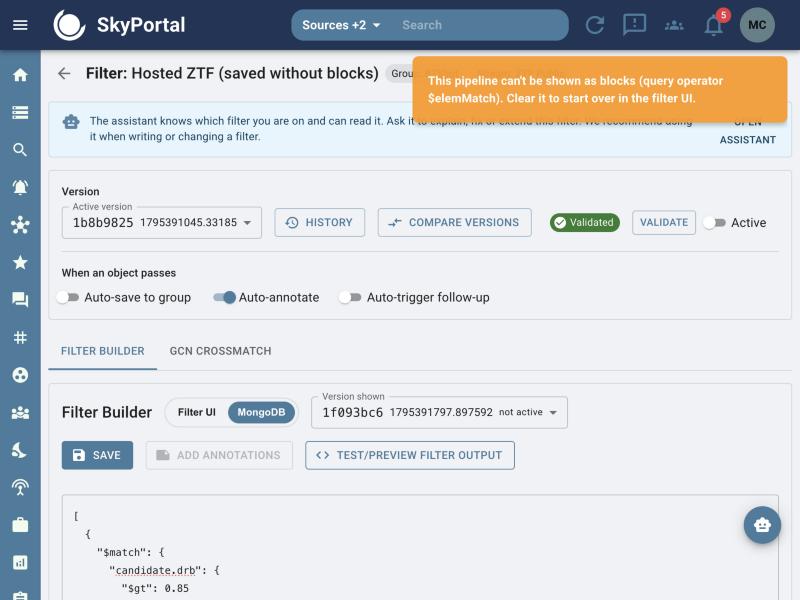 SkyPortal
Sources +2
Search
5
MC
Filter: Hosted ZTF (saved without blocks)
Grou
This pipeline can't be shown as blocks (query operator
$elemMatch). Clear it to start over in the filter UI.
The assistant knows which filter you are on and can read it. Ask it to explain, fix or extend this filter. We recommend using
it when writing or changing a filter.
OPEN
ASSISTANT
Version
Active version
1b8b9825 1795391045.33185
HISTORY
COMPARE VERSIONS
Validated
VALIDATE
Active
When an object passes
Auto-save to group
Auto-annotate
Auto-trigger follow-up
FILTER BUILDER
GCN CROSSMATCH
Filter Builder
Filter UI
MongoDB
Version shown
1f093bc6 1795391797.897592 not active
SAVE
ADD ANNOTATIONS
<> TEST/PREVIEW FILTER OUTPUT
[
{
"$match": {
"candidate.drb": {
"$gt": 0.85